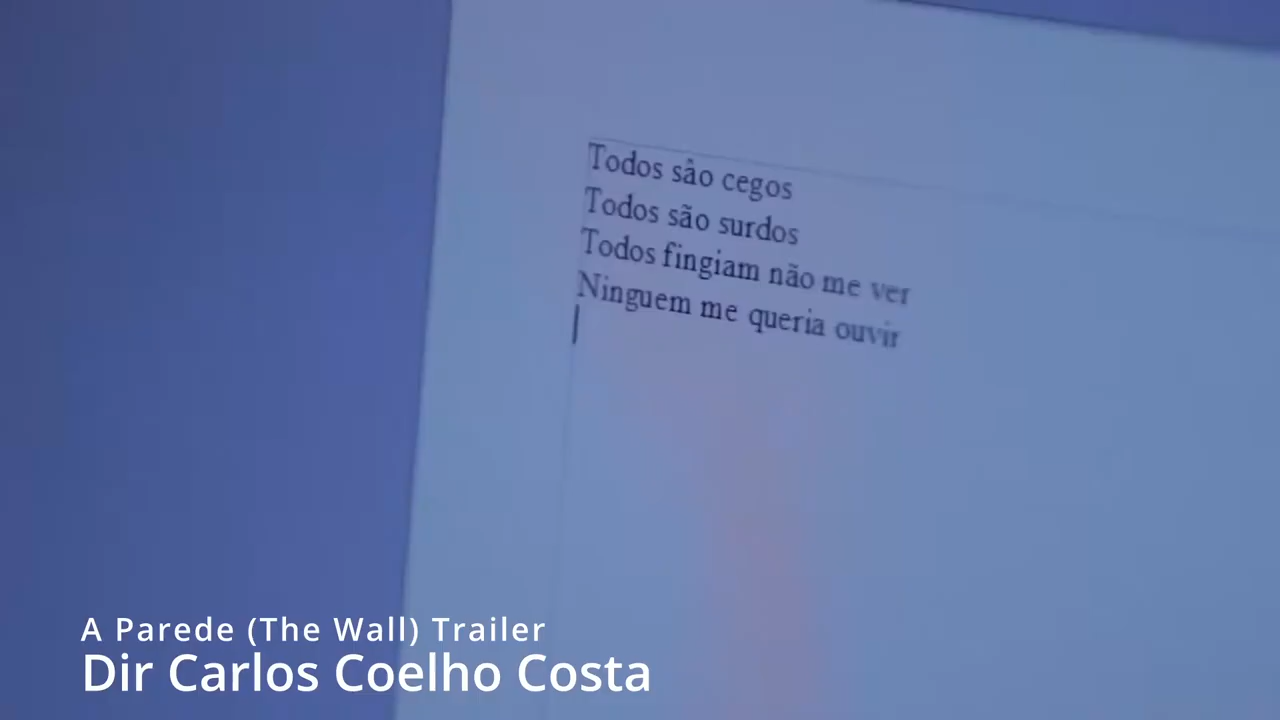 Todos são cegos
Todos são surdos
Todos fingiam não me ver
Ninguem me queria ouvir
A Parede (The Wall) Trailer
Dir Carlos Coelho Costa